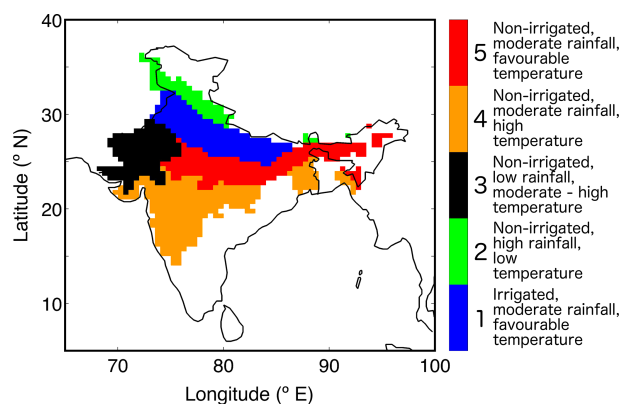 40
30
20
10
Latitude (º N)
70
80
90
100
Longitude (º E)
5
Non-irrigated,
moderate rainfall,
favourable
temperature
4
Non-irrigated,
moderate rainfall,
high
temperature
3
Non-irrigated,
low rainfall,
moderate - high
temperature
2
Non-irrigated,
high rainfall,
low
temperature
1
Irrigated,
moderate rainfall,
favourable
temperature